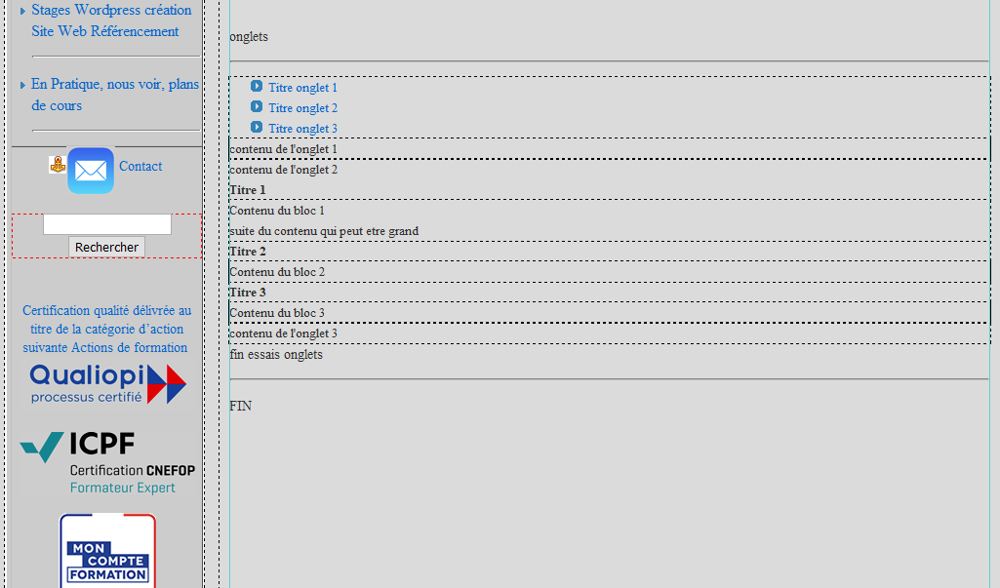 Stages Wordpress création
Site Web Référencement
En Pratique, nous voir, plans
de cours
Contact
Rechercher
Certification qualité délivrée au
titre de la catégorie d’action
suivante Actions de formation
Qualiopi
processus certifié
ICPF
Certification CNEFOP
Formateur Expert
MON
COMPTE
FORMATION
onglets
Titre onglet 1
Titre onglet 2
Titre onglet 3
contenu de l'onglet 1
contenu de l'onglet 2
Titre 1
Contenu du bloc 1
suite du contenu qui peut etre grand
Titre 2
Contenu du bloc 2
Titre 3
Contenu du bloc 3
contenu de l'onglet 3
fin essais onglets
FIN